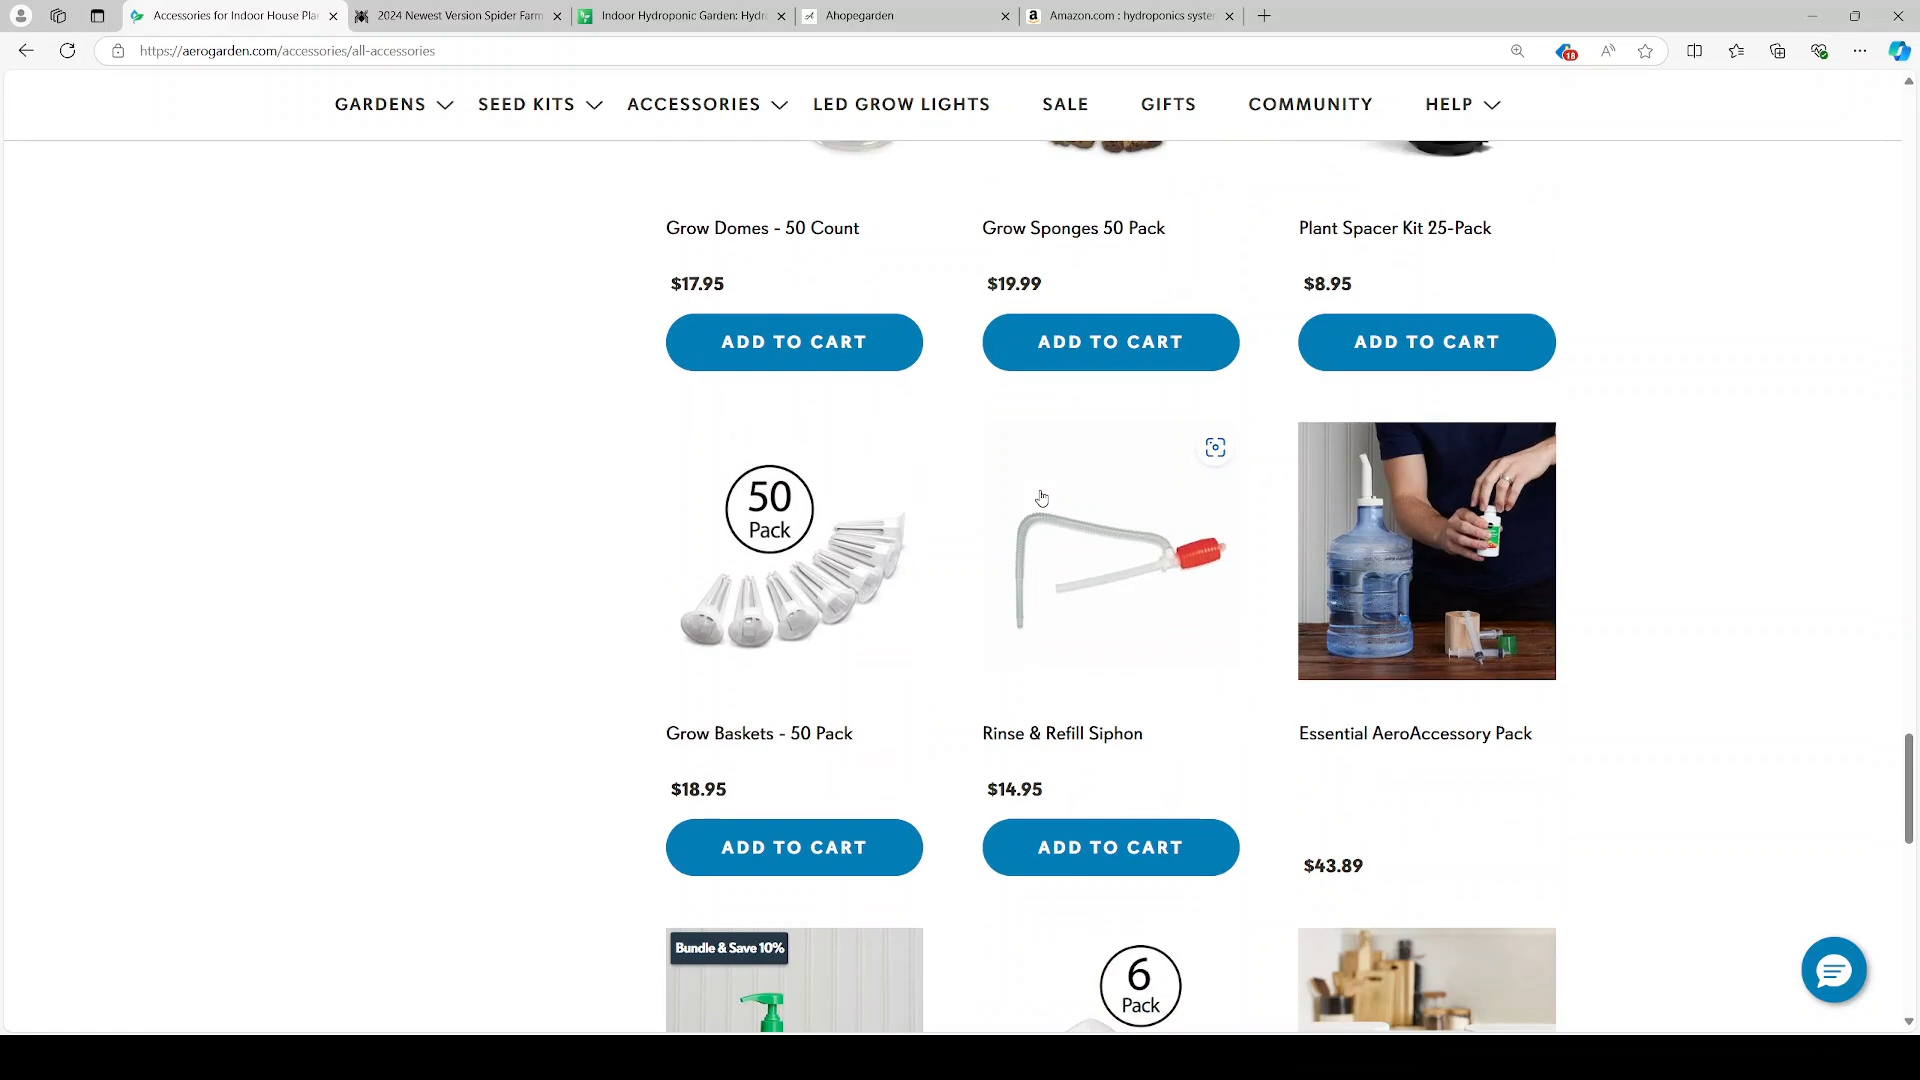 Accessories for Indoor House Plan
2024 Newest Version Spider Farm
Indoor Hydroponic Garden: Hydro
Ahopegarden
Amazon.com : hydroponics system
https://aerogarden.com/accessories/all-accessories
18
GARDENS
SEED KITS
ACCESSORIES
LED GROW LIGHTS
SALE
GIFTS
COMMUNITY
HELP
Grow Domes - 50 Count
Grow Sponges 50 Pack
Plant Spacer Kit 25-Pack
$17.95
$19.99
$8.95
ADD TO CART
ADD TO CART
ADD TO CART
50
Pack
Grow Baskets - 50 Pack
Rinse & Refill Siphon
Essential AeroAccessory Pack
$18.95
$14.95
ADD TO CART
ADD TO CART
$43.89
Bundle & Save 10%
6
Pack